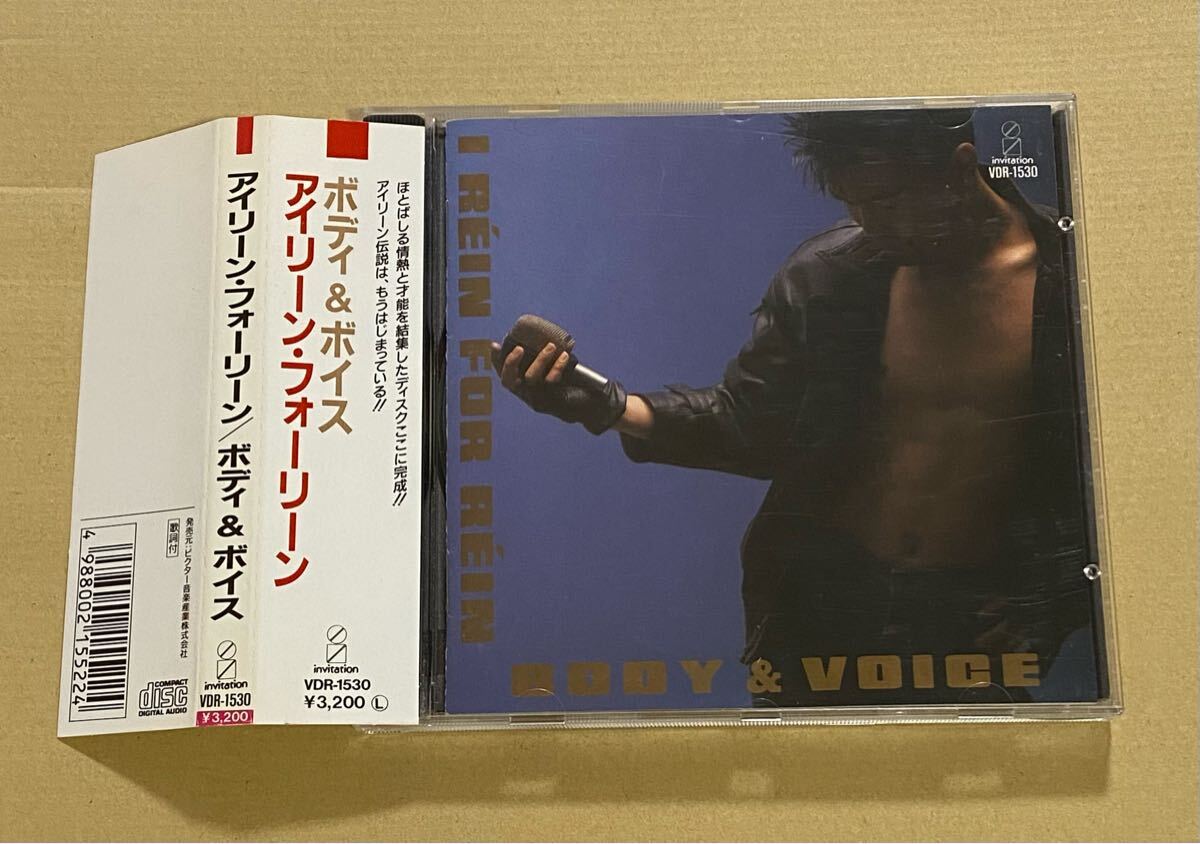 ほとばしる情熱と才能を結集したディスクここに完成!!
アイリーン伝説は、もうはじまっている!!
ボディ&ボイス
アイリーン・フォーリーン
invitation
VDR-1530
¥3,200 Ⓛ
アイリーン・フォーリーン/ボディ&ボイス
invitation
VDR-1530
¥3,200
発売元:ビクター音楽産業株式会社
歌詞付
4 988002 155224
COMPACT
disc
DIGITAL AUDIO
I RÉIN FOR RÉIN
BODY & VOICE
invitation
VDR-1530